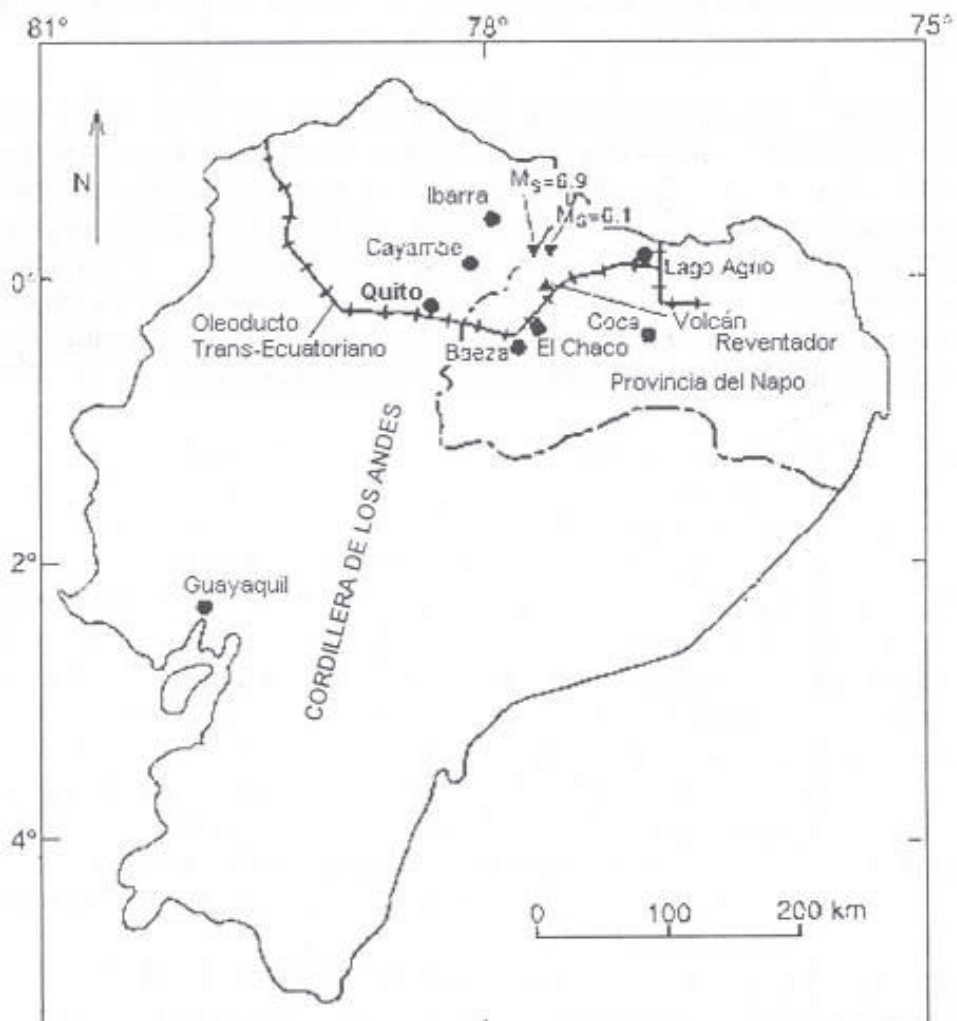 81°
78°
75°
N
Ibarra
Cayambe
Quito
Oleoducto
Trans-Ecuatoriano
Mₛ=6.9
Mₛ=6.1
Lago Agrio
0°
Baeza
El Chaco
Coca
Volcán
Reventador
Provincia del Napo
CORDILLERA DE LOS ANDES
2°
Guayaquil
4°
0
100
200 km